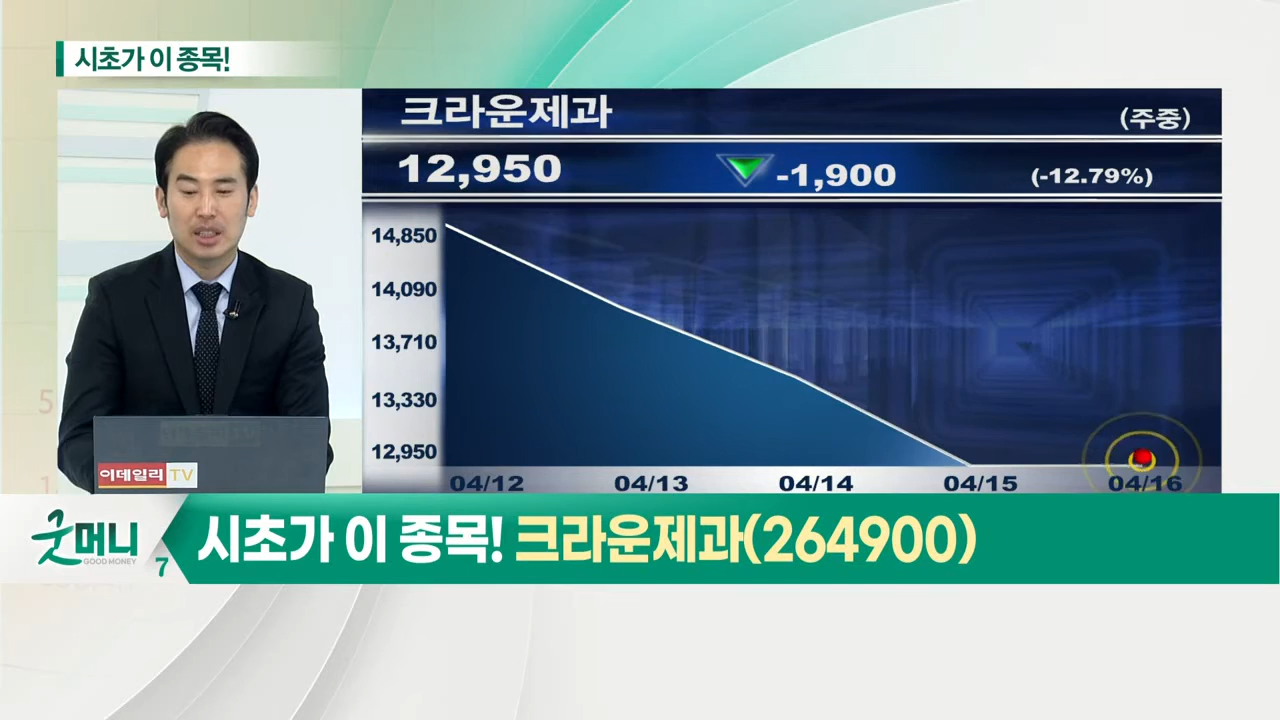 시초가 이 종목!
크라운제과
(주중)
12,950
-1,900
(-12.79%)
14,850
14,090
13,710
13,330
12,950
04/12
04/13
04/14
04/15
04/16
이데일리 TV
굿머니
GOOD MONEY
7
시초가 이 종목! 크라운제과(264900)
5
1